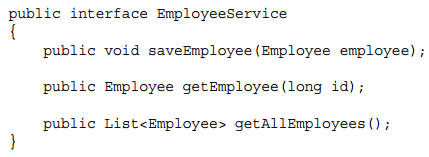 public interface EmployeeService
{
    public void saveEmployee(Employee employee);
    public Employee getEmployee(long id);
    public List<Employee> getAllEmployees();
}